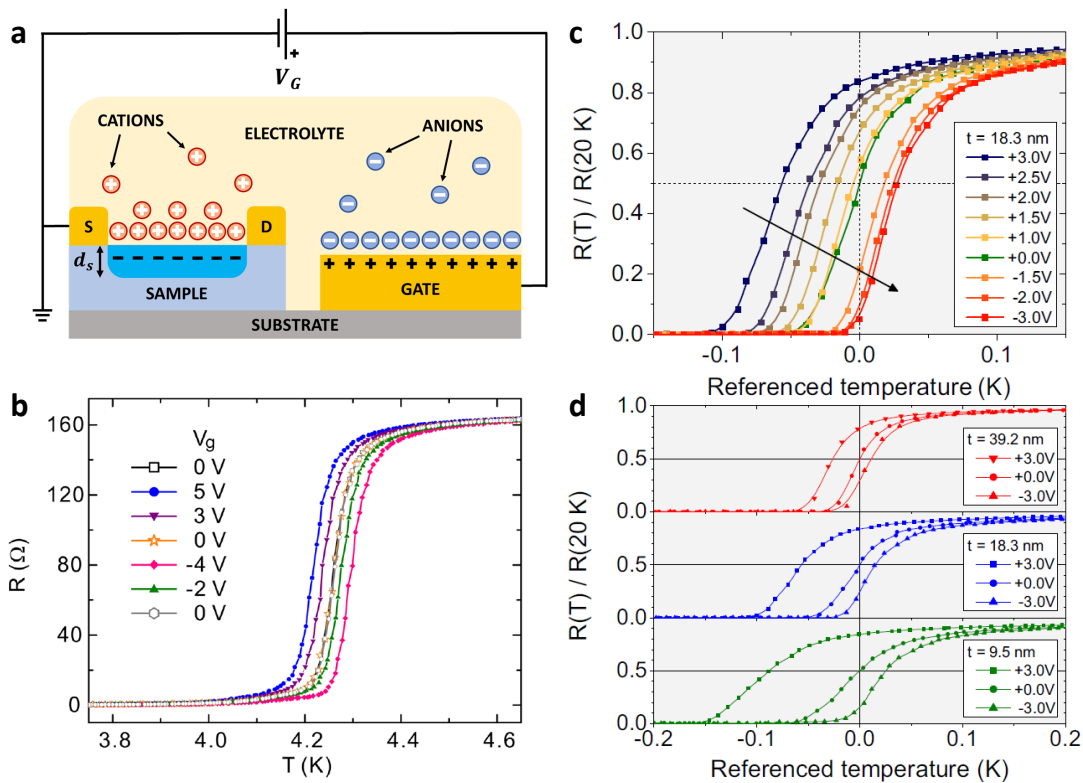 a
V_G
+
CATIONS
ELECTROLYTE
ANIONS
S
D
d_s
SAMPLE
GATE
SUBSTRATE
b
R (Ω)
160
120
80
40
0
V_g
0 V
5 V
3 V
0 V
-4 V
-2 V
0 V
3.8
4.0
4.2
4.4
4.6
T (K)
c
R(T) / R(20 K)
1.0
0.8
0.6
0.4
0.2
0.0
t = 18.3 nm
+3.0V
+2.5V
+2.0V
+1.5V
+1.0V
+0.0V
-1.5V
-2.0V
-3.0V
-0.1
0.0
0.1
Referenced temperature (K)
d
R(T) / R(20 K)
1.0
0.5
0.0
t = 39.2 nm
+3.0V
+0.0V
-3.0V
0.5
0.0
t = 18.3 nm
+3.0V
+0.0V
-3.0V
0.5
0.0
t = 9.5 nm
+3.0V
+0.0V
-3.0V
-0.2
-0.1
0.0
0.1
0.2
Referenced temperature (K)